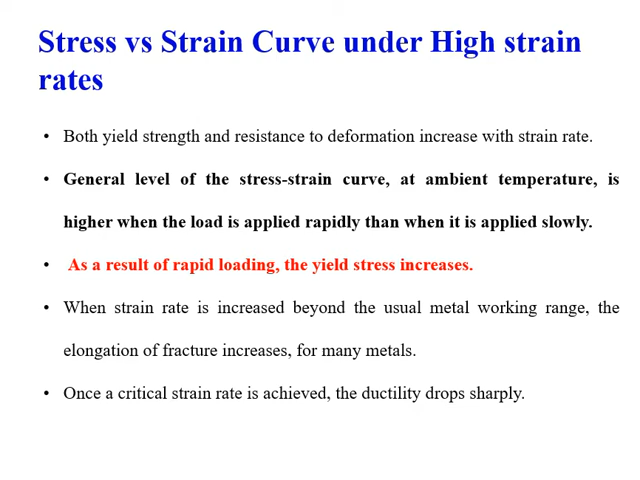 Stress vs Strain Curve under High strain
rates
• Both yield strength and resistance to deformation increase with strain rate.
• General level of the stress-strain curve, at ambient temperature, is
higher when the load is applied rapidly than when it is applied slowly.
• As a result of rapid loading, the yield stress increases.
• When strain rate is increased beyond the usual metal working range, the
elongation of fracture increases, for many metals.
• Once a critical strain rate is achieved, the ductility drops sharply.